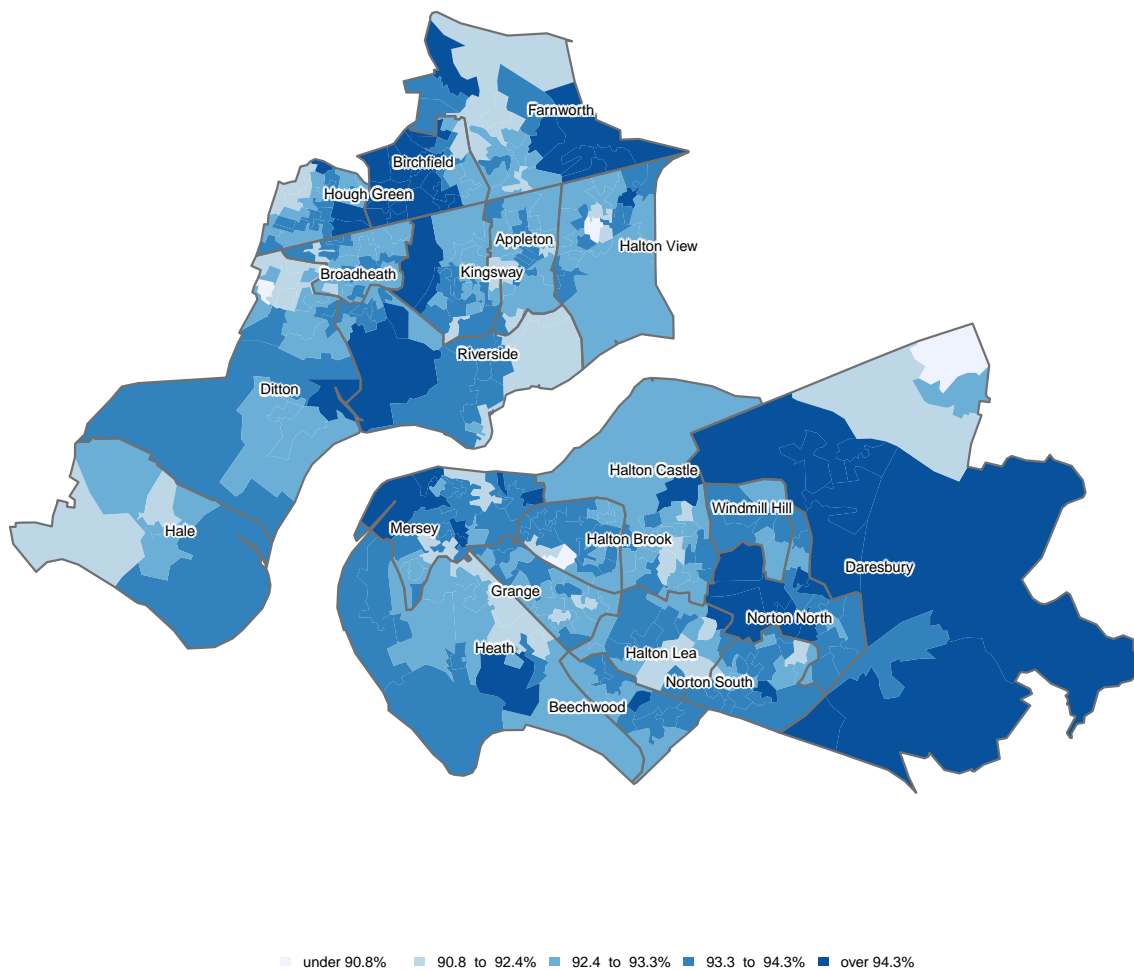 Farnworth
Birchfield
Hough Green
Appleton
Halton View
Broadheath
Kingsway
Riverside
Ditton
Halton Castle
Windmill Hill
Mersey
Hale
Halton Brook
Daresbury
Grange
Norton North
Heath
Halton Lea
Norton South
Beechwood
under 90.8% 90.8 to 92.4% 92.4 to 93.3% 93.3 to 94.3% over 94.3%